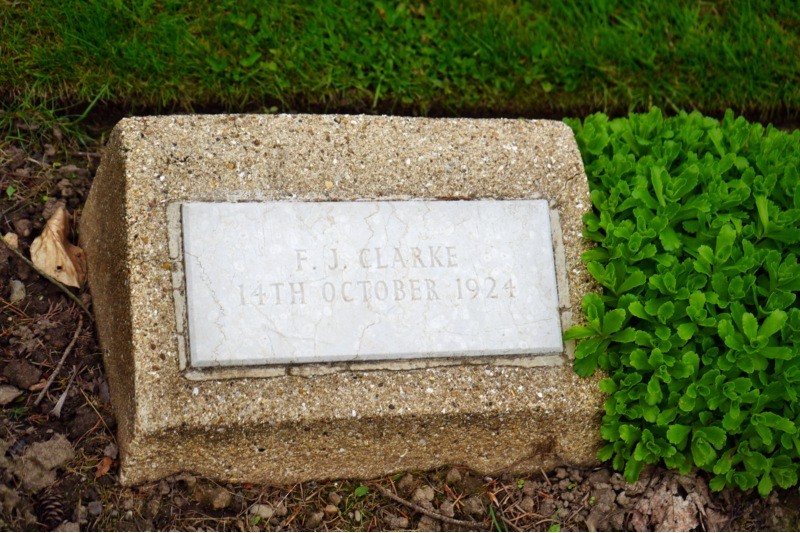 F. J. CLARKE
14TH OCTOBER 1924